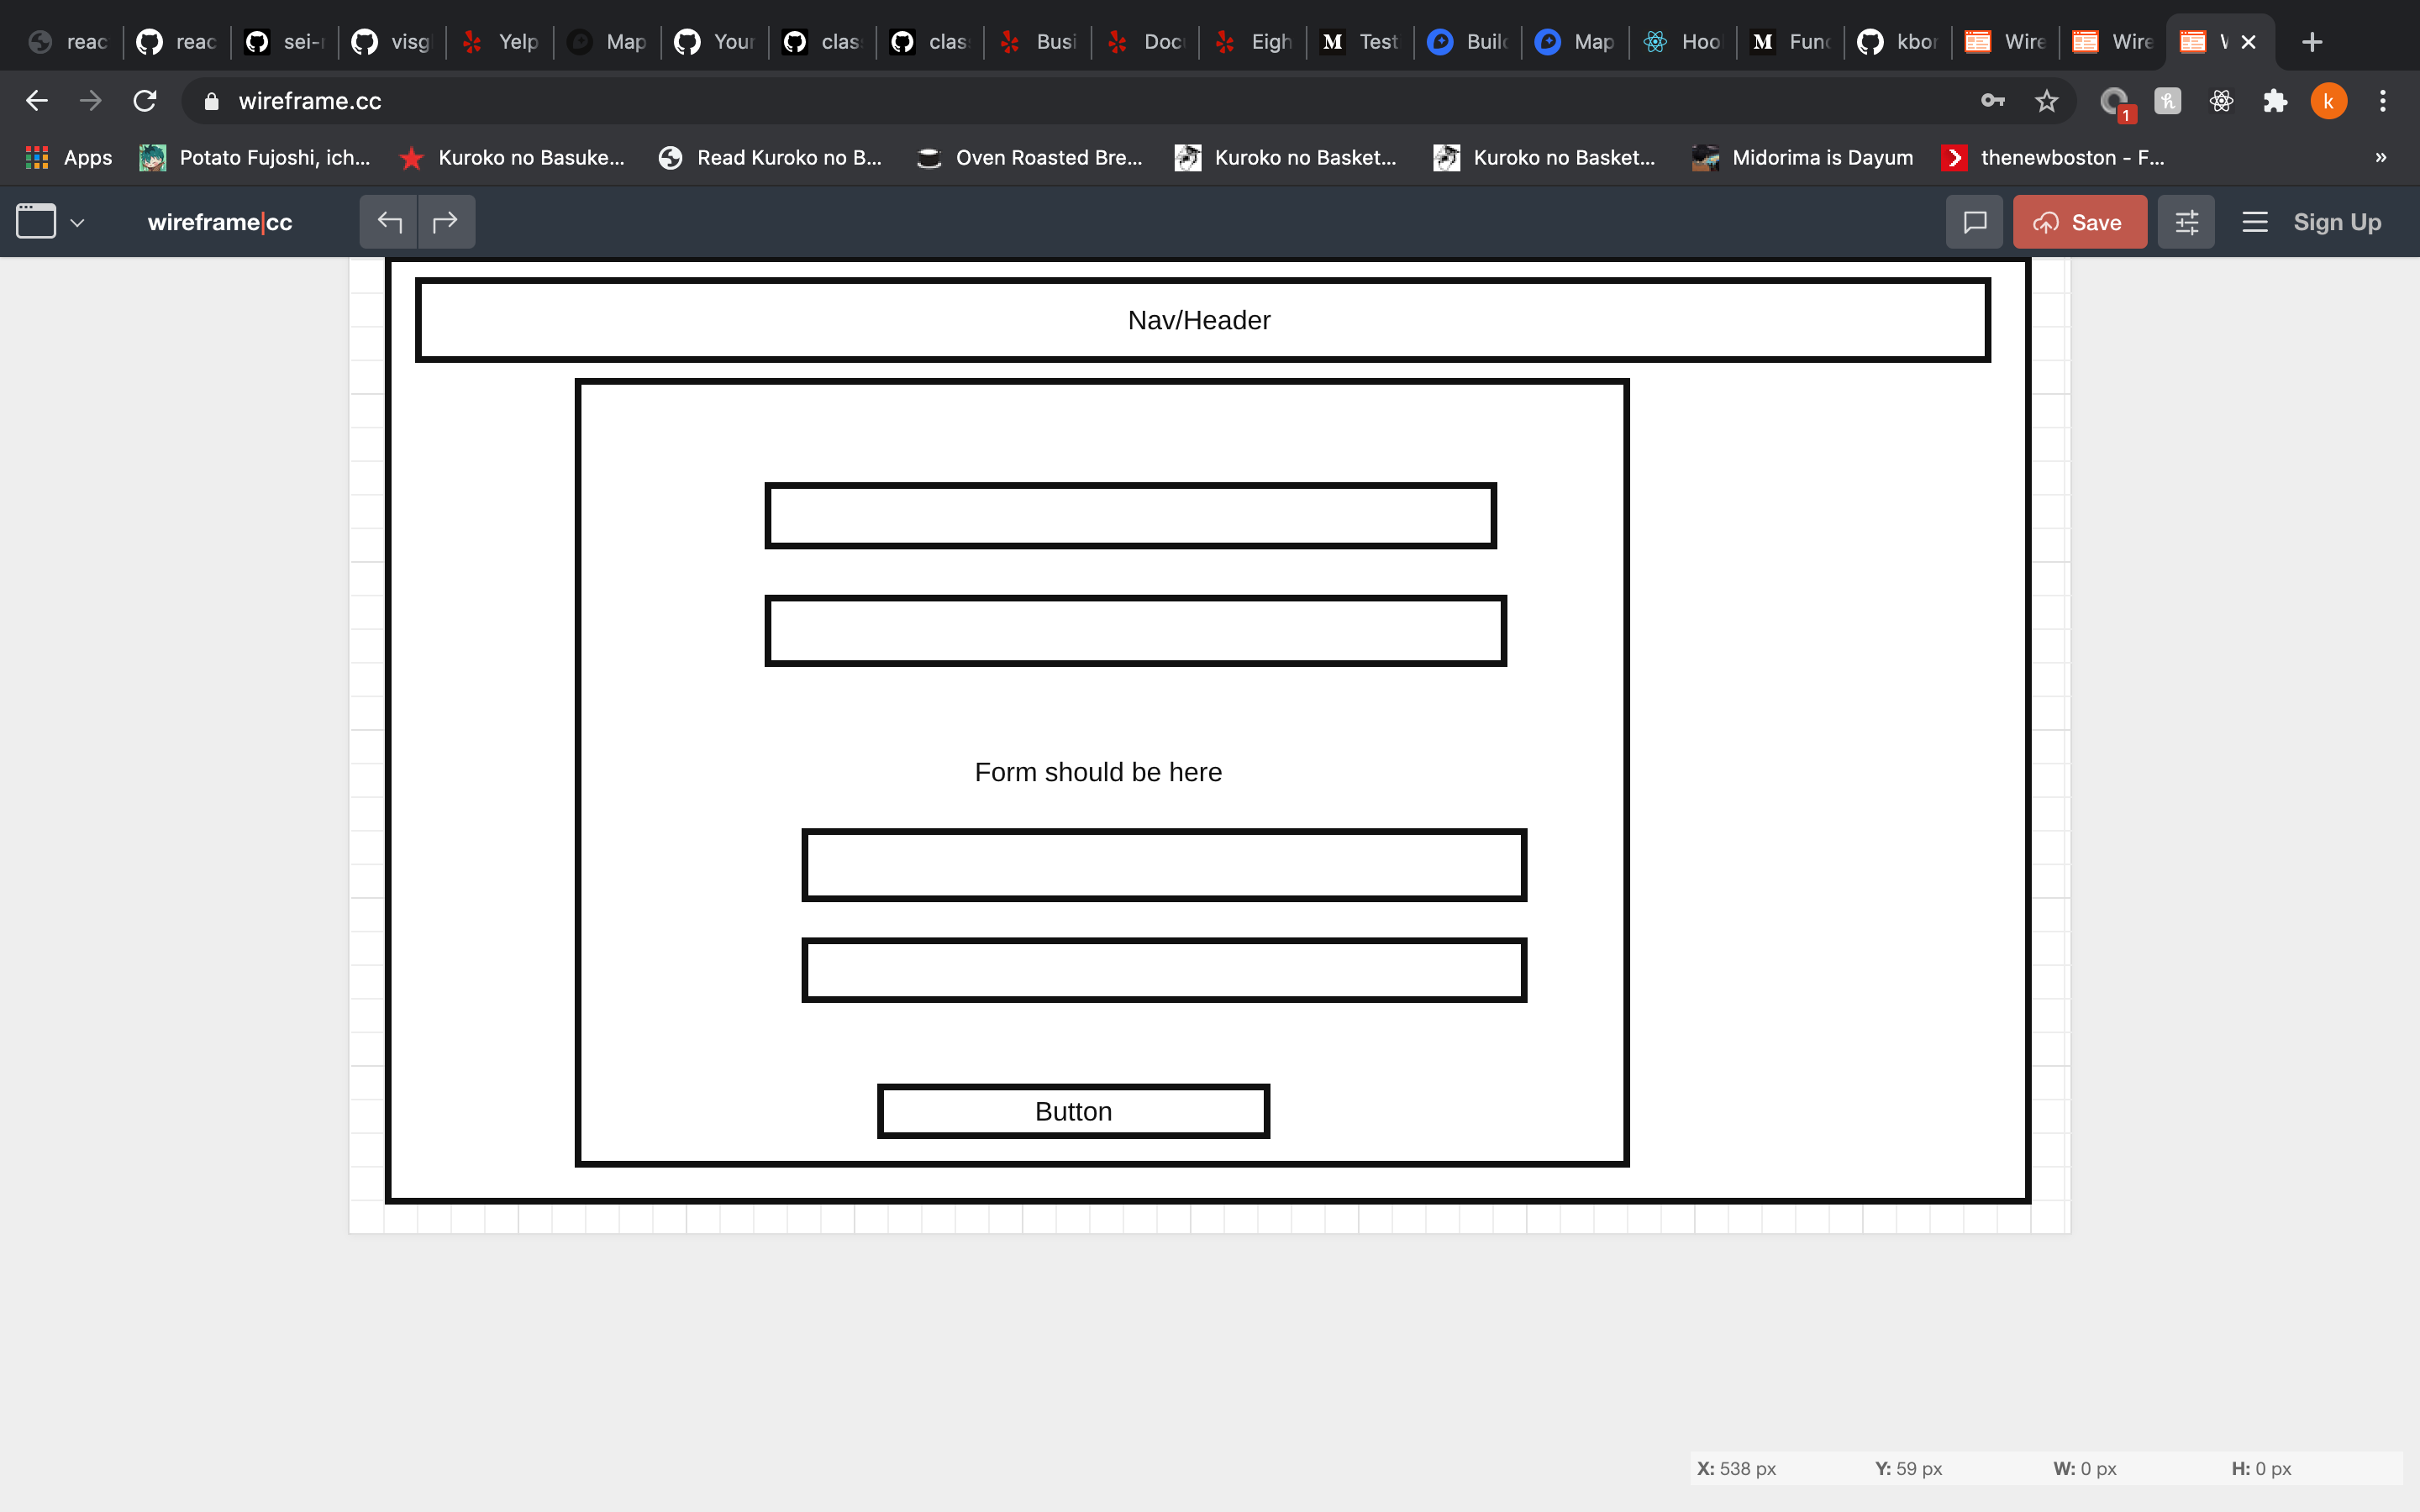 reac reac sei-r visg Yelp Map Your clas clas Busi Doc Eigh Test Build Map Hoo Func kbor Wire Wire
wireframe.cc
1
k
Apps Potato Fujoshi, ich... Kuroko no Basuke... Read Kuroko no B... Oven Roasted Bre... Kuroko no Basket... Kuroko no Basket... Midorima is Dayum thenewboston - F... »
wireframe|cc Save Sign Up
Nav/Header
Form should be here
Button
X: 538 px Y: 59 px W: 0 px H: 0 px